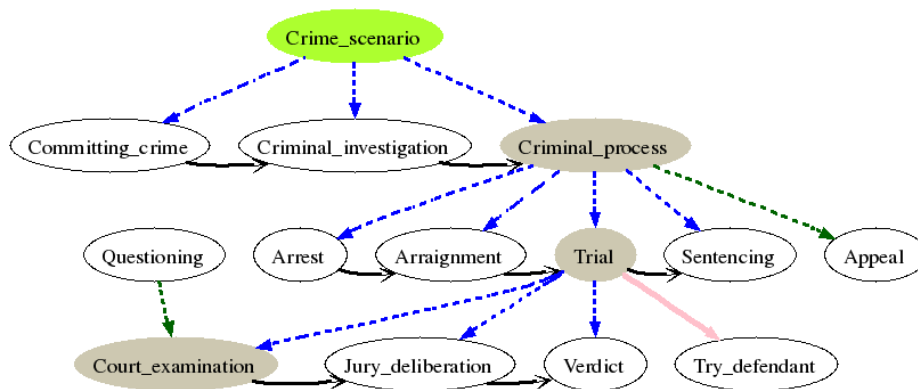 Crime_scenario
Committing_crime
Criminal_investigation
Criminal_process
Questioning
Arrest
Arraignment
Trial
Sentencing
Appeal
Court_examination
Jury_deliberation
Verdict
Try_defendant